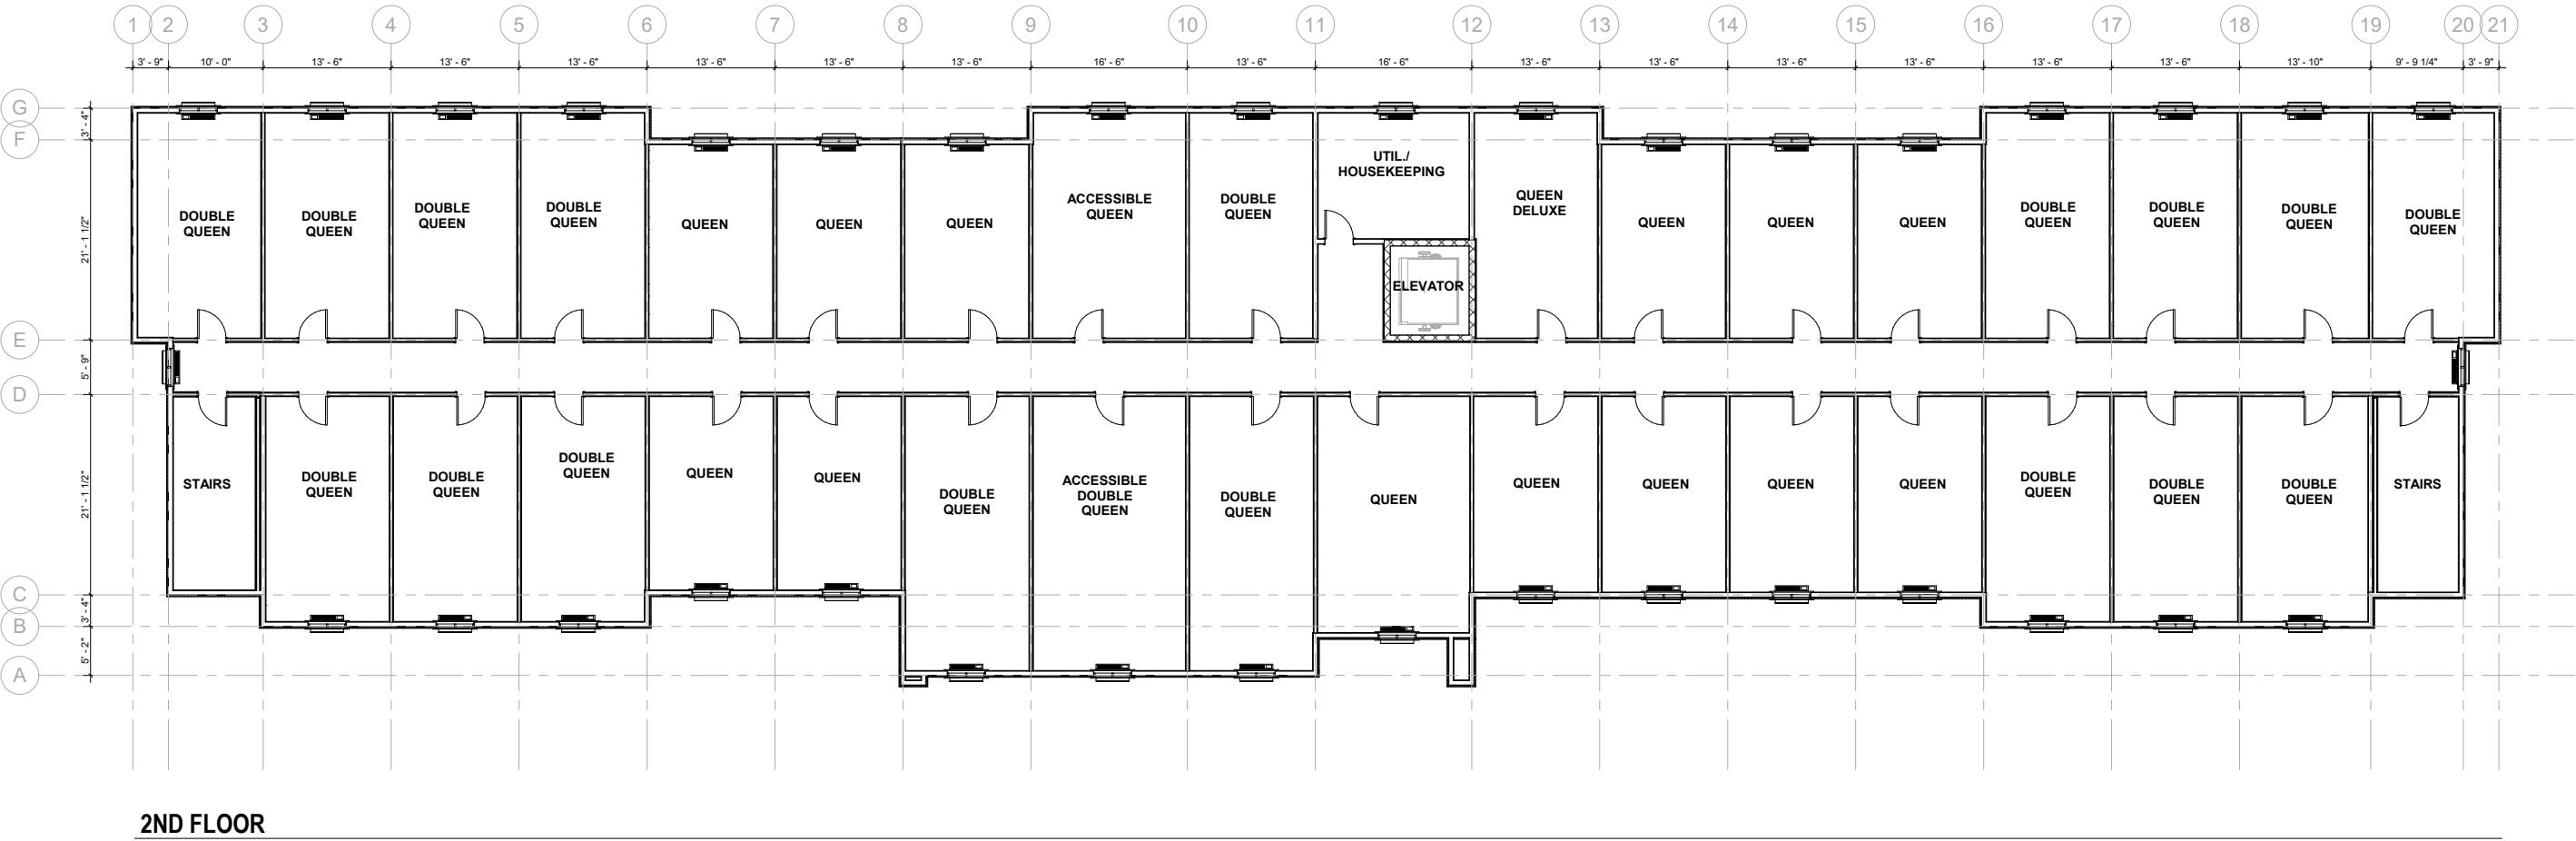 1 2 3 4 5 6 7 8 9 10 11 12 13 14 15 16 17 18 19 20 21
3' - 9" 10' - 0" 13' - 6" 13' - 6" 13' - 6" 13' - 6" 13' - 6" 13' - 6" 16' - 6" 13' - 6" 16' - 6" 13' - 6" 13' - 6" 13' - 6" 13' - 6" 13' - 6" 13' - 6" 13' - 10" 9' - 9 1/4" 3' - 9"
G
3' - 4"
F
21' - 1 1/2"
E
5' - 9"
D
21' - 1 1/2"
C
3' - 4"
B
5' - 2"
A
DOUBLE
QUEEN
DOUBLE
QUEEN
DOUBLE
QUEEN
DOUBLE
QUEEN
QUEEN
QUEEN
QUEEN
ACCESSIBLE
QUEEN
DOUBLE
QUEEN
UTIL./
HOUSEKEEPING
ELEVATOR
QUEEN
DELUXE
QUEEN
QUEEN
QUEEN
DOUBLE
QUEEN
DOUBLE
QUEEN
DOUBLE
QUEEN
DOUBLE
QUEEN
STAIRS
DOUBLE
QUEEN
DOUBLE
QUEEN
DOUBLE
QUEEN
QUEEN
QUEEN
DOUBLE
QUEEN
ACCESSIBLE
DOUBLE
QUEEN
DOUBLE
QUEEN
QUEEN
QUEEN
QUEEN
QUEEN
QUEEN
DOUBLE
QUEEN
DOUBLE
QUEEN
DOUBLE
QUEEN
STAIRS
2ND FLOOR